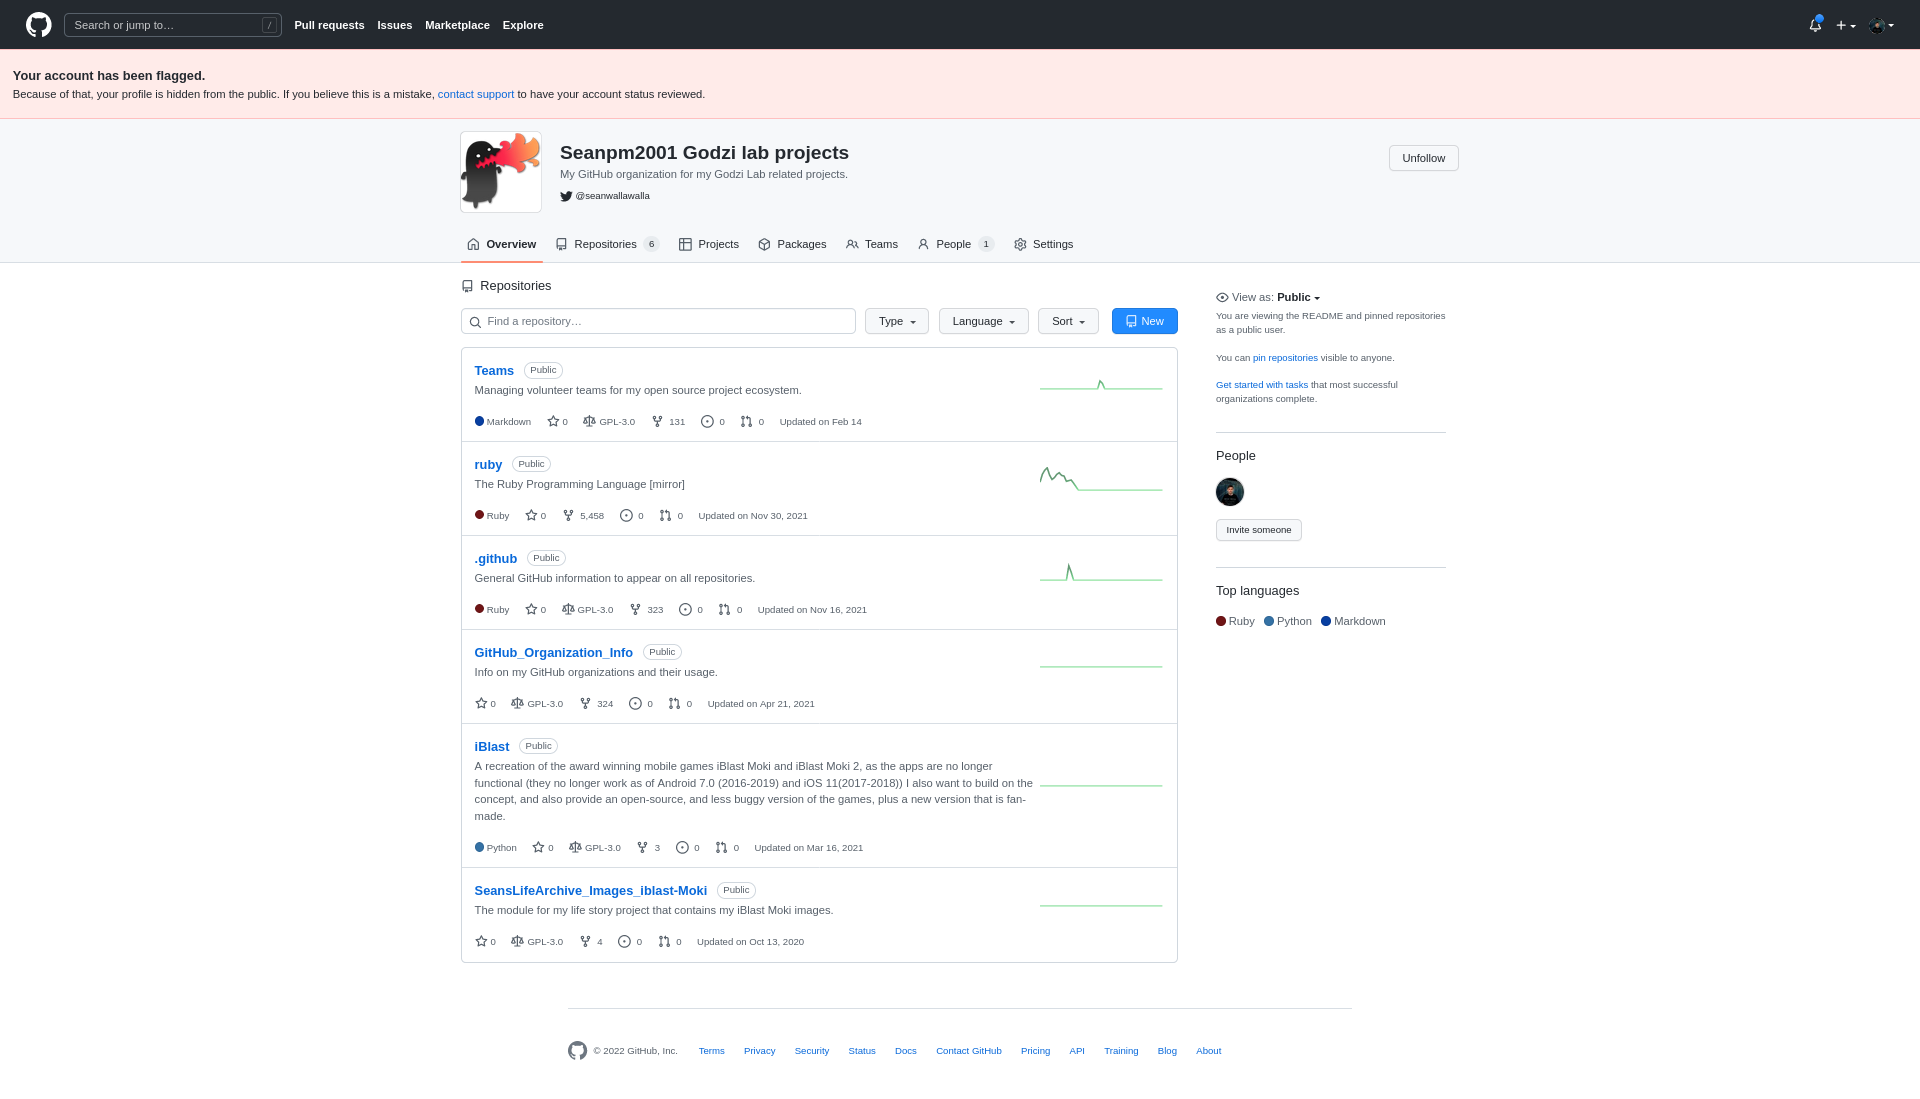 Search or jump to…
/
Pull requests
Issues
Marketplace
Explore
Your account has been flagged.
Because of that, your profile is hidden from the public. If you believe this is a mistake, contact support to have your account status reviewed.
Seanpm2001 Godzi lab projects
My GitHub organization for my Godzi Lab related projects.
@seanwallawalla
Unfollow
Overview
Repositories 6
Projects
Packages
Teams
People 1
Settings
Repositories
Find a repository…
Type
Language
Sort
New
Teams Public
Managing volunteer teams for my open source project ecosystem.
Markdown 0 GPL-3.0 131 0 0 Updated on Feb 14
ruby Public
The Ruby Programming Language [mirror]
Ruby 0 5,458 0 0 Updated on Nov 30, 2021
.github Public
General GitHub information to appear on all repositories.
Ruby 0 GPL-3.0 323 0 0 Updated on Nov 16, 2021
GitHub_Organization_Info Public
Info on my GitHub organizations and their usage.
0 GPL-3.0 324 0 0 Updated on Apr 21, 2021
iBlast Public
A recreation of the award winning mobile games iBlast Moki and iBlast Moki 2, as the apps are no longer
functional (they no longer work as of Android 7.0 (2016-2019) and iOS 11(2017-2018)) I also want to build on the
concept, and also provide an open-source, and less buggy version of the games, plus a new version that is fan-
made.
Python 0 GPL-3.0 3 0 0 Updated on Mar 16, 2021
SeansLifeArchive_Images_iblast-Moki Public
The module for my life story project that contains my iBlast Moki images.
0 GPL-3.0 4 0 0 Updated on Oct 13, 2020
View as: Public
You are viewing the README and pinned repositories
as a public user.
You can pin repositories visible to anyone.
Get started with tasks that most successful
organizations complete.
People
Invite someone
Top languages
Ruby Python Markdown
© 2022 GitHub, Inc.
Terms
Privacy
Security
Status
Docs
Contact GitHub
Pricing
API
Training
Blog
About